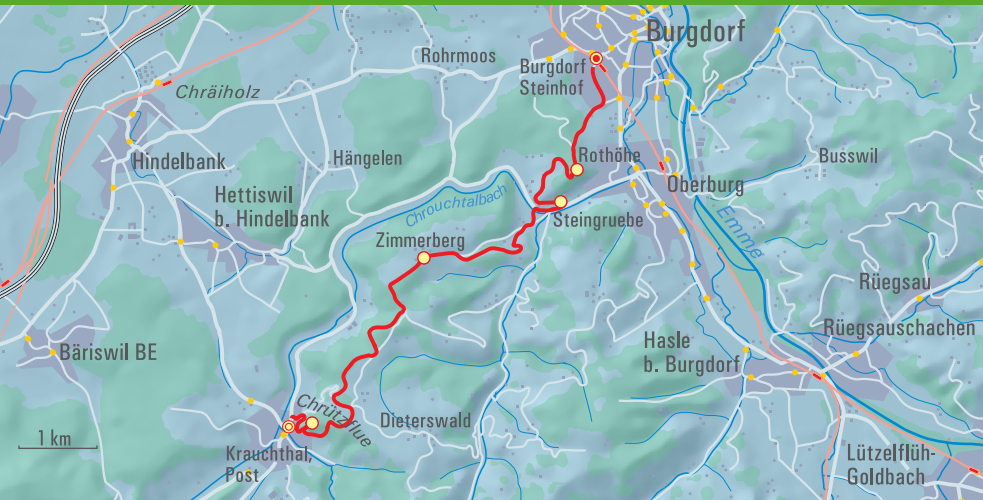 Burgdorf
Rohrmoos
Burgdorf
Steinhof
Chräiholz
Hindelbank
Hängelen
Rothöhe
Busswil
Hettiswil
b. Hindelbank
Chrouchtalbach
Oberburg
Steingruebe
Emme
Zimmerberg
Rüegsau
Rüegsauschachen
Bäriswil BE
Hasle
b. Burgdorf
Chrützflue
Dieterswald
1 km
Krauchthal,
Post
Lützelflüh-
Goldbach